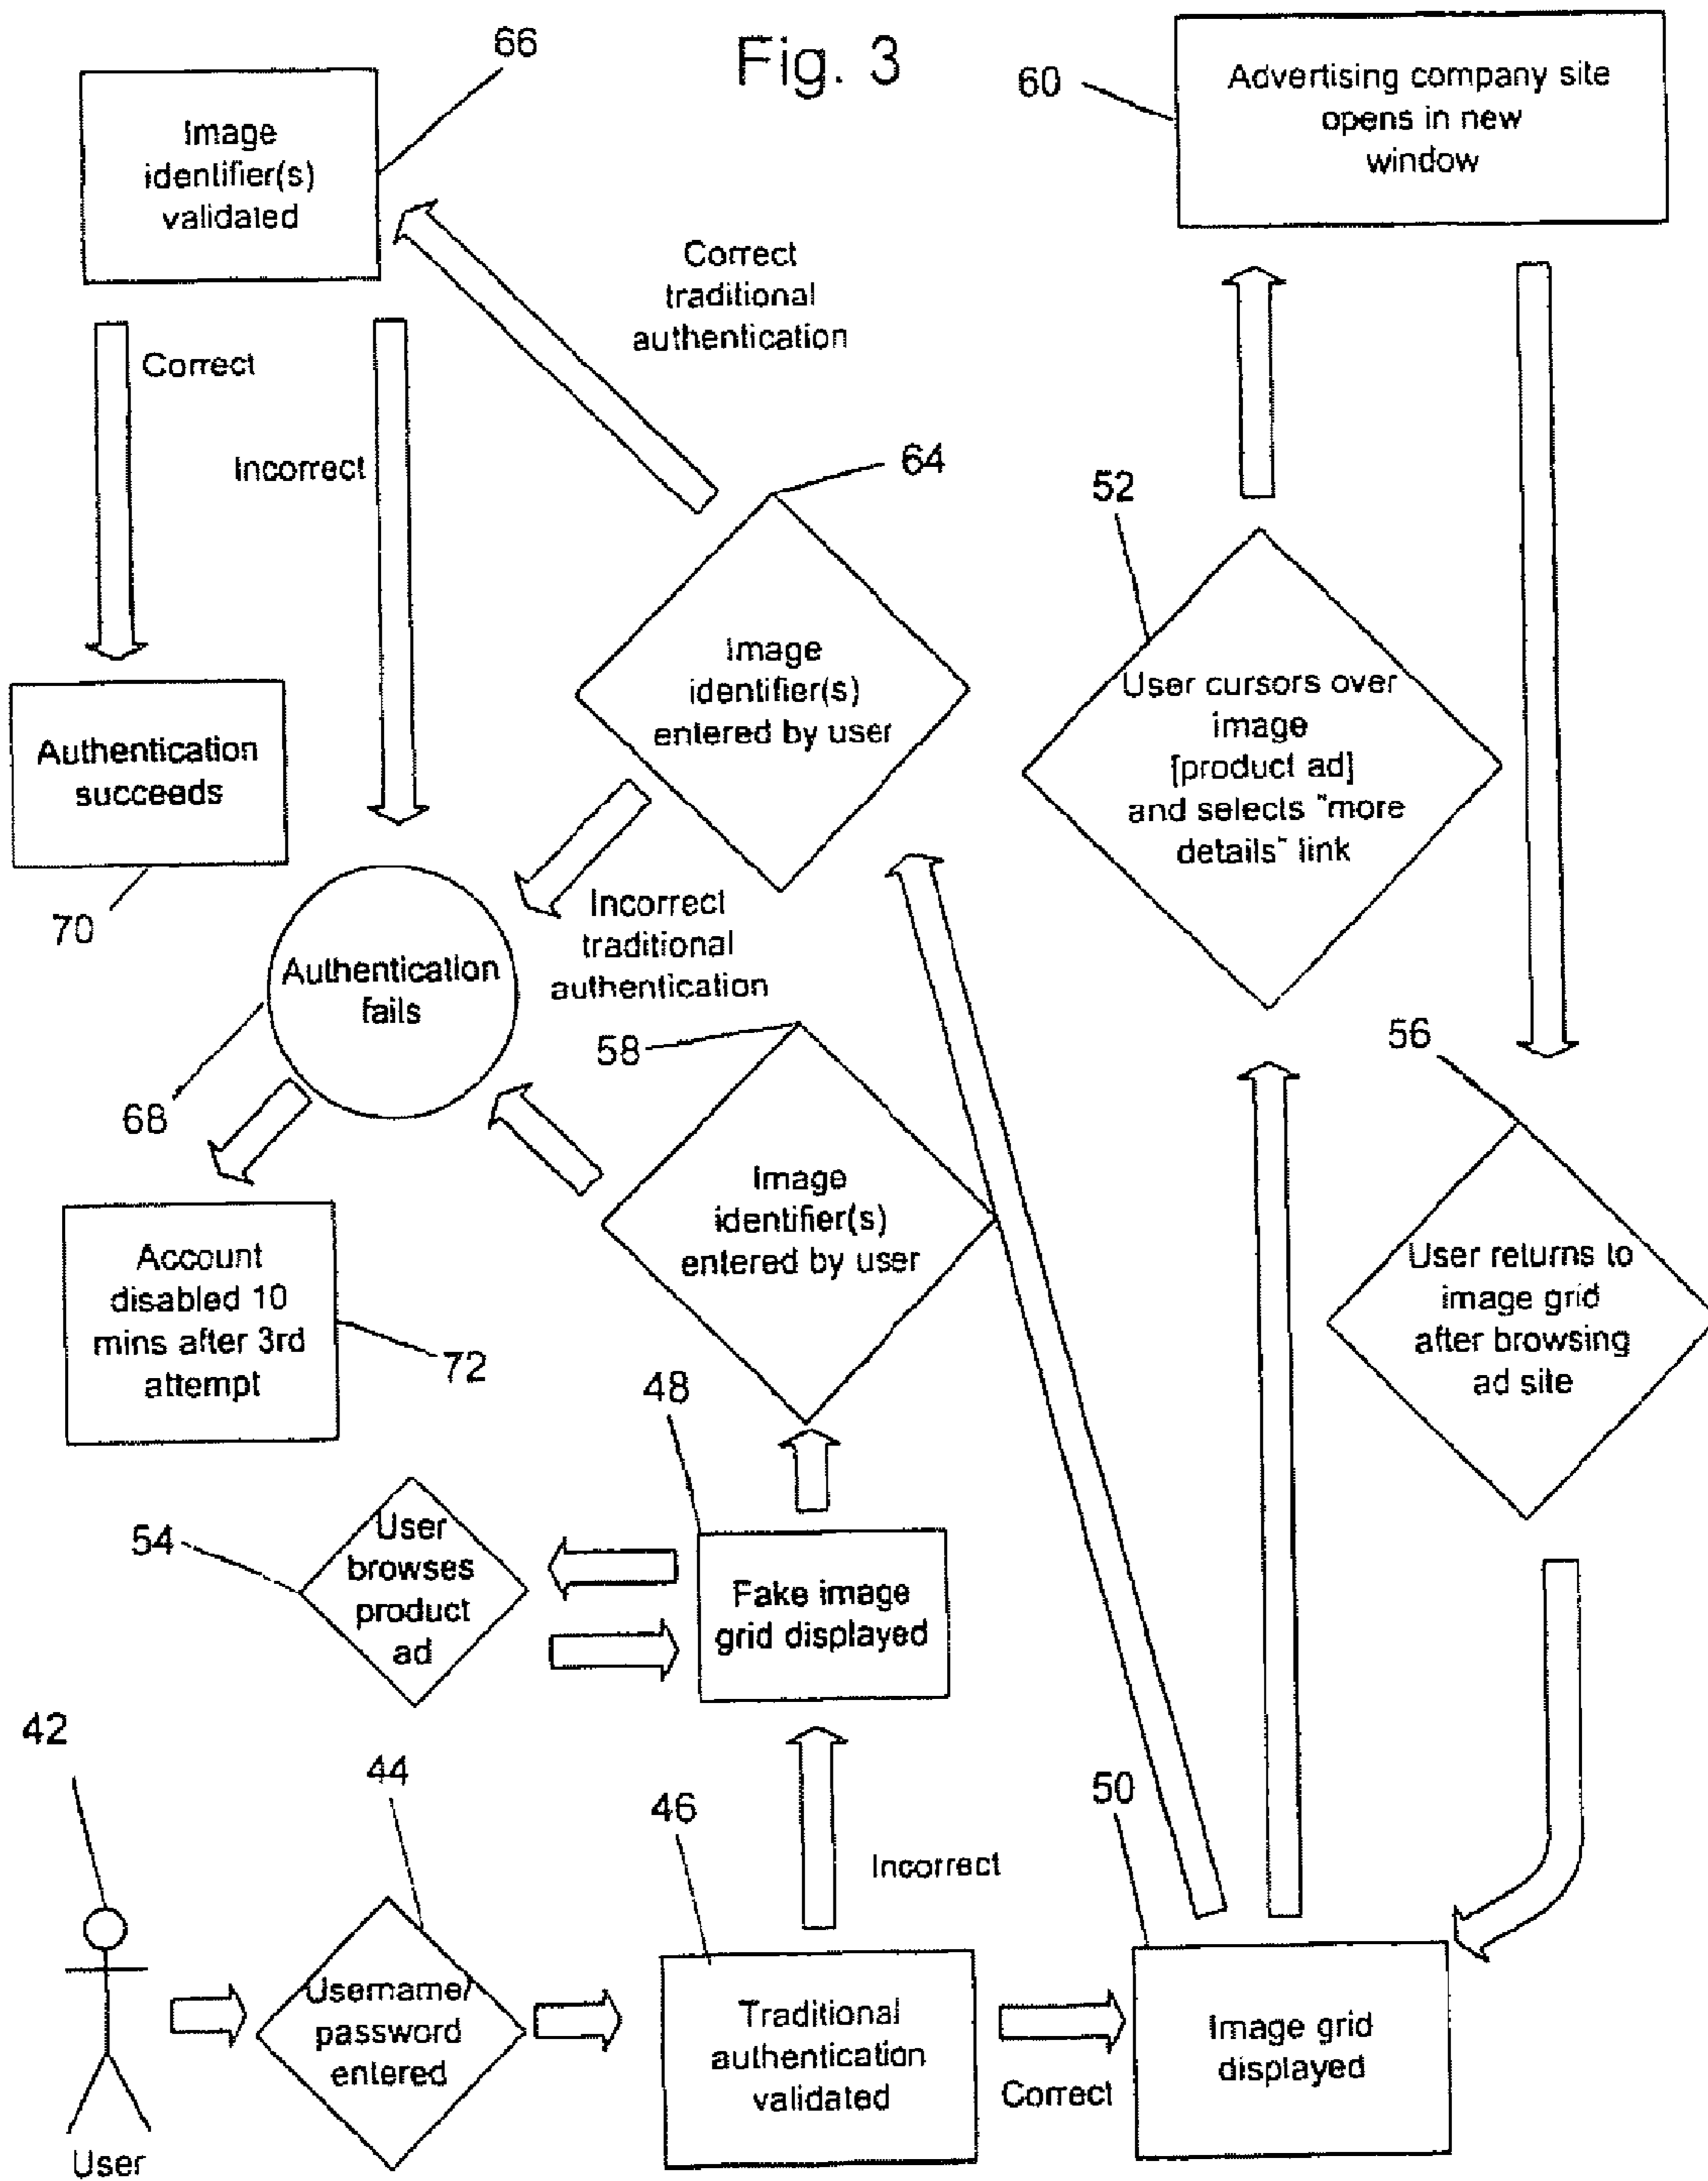 Fig. 3
66
Image
identifier(s)
validated
60
Advertising company site
opens in new
window
Correct
traditional
authentication
Correct
Incorrect
64
Image
identifier(s)
entered by user
52
User cursors over
image
[product ad]
and selects "more
details" link
Authentication
succeeds
70
Incorrect
traditional
authentication
Authentication
fails
68
58
Image
identifier(s)
entered by user
56
User returns to
image grid
after browsing
ad site
Account
disabled 10
mins after 3rd
attempt
72
48
Fake image
grid displayed
54
User
browses
product
ad
42
User
44
Username/
password
entered
46
Traditional
authentication
validated
Incorrect
Correct
50
Image grid
displayed